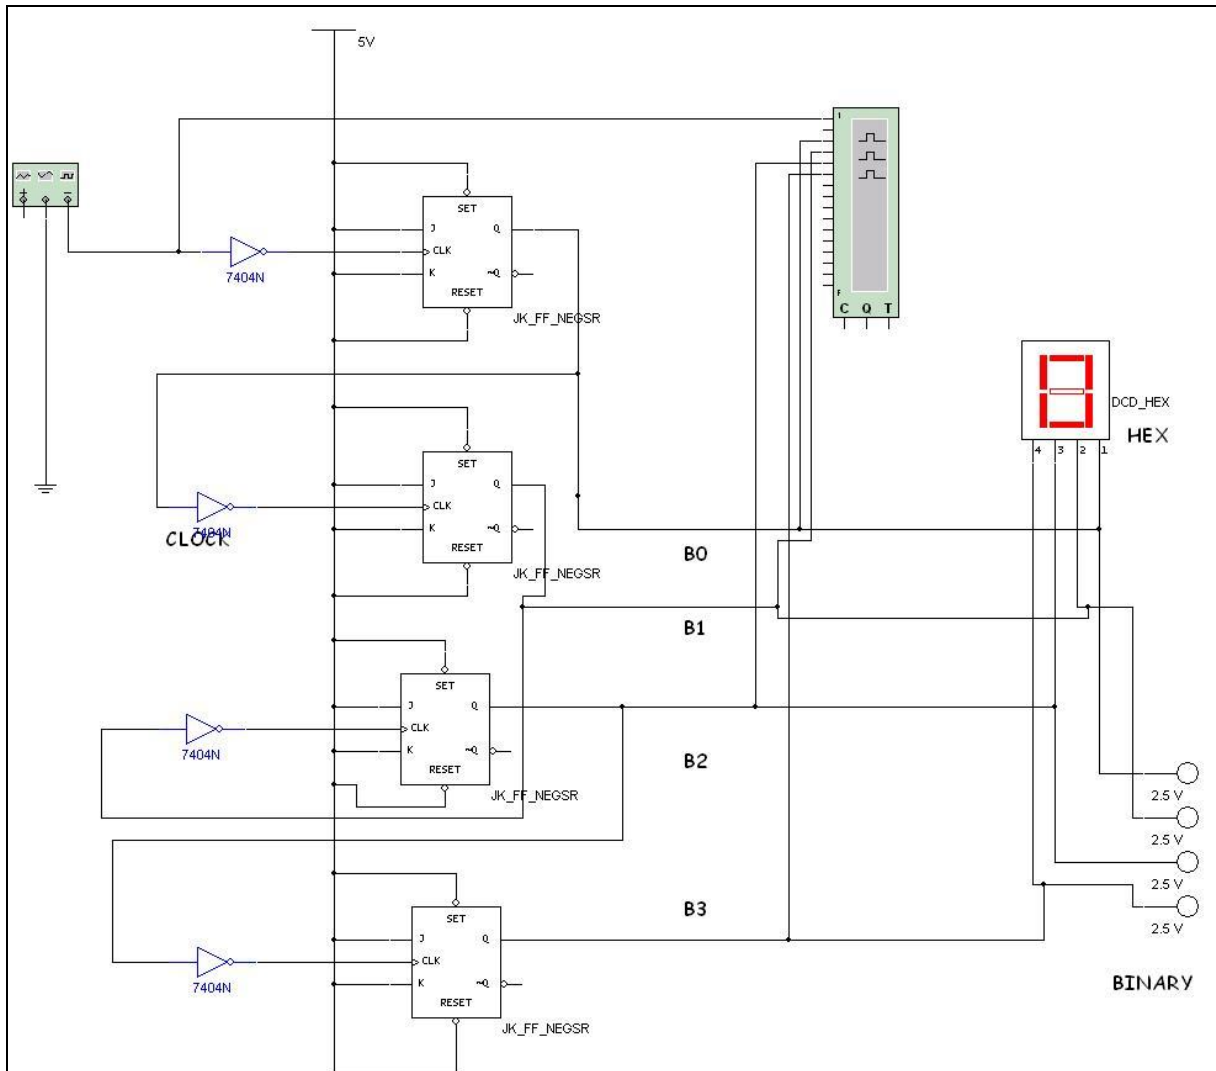 5V
SET
J Q
CLK
K ~Q
RESET
7404N
JK_FF_NEGSR
1
F
C Q T
DCD_HEX
HEX
4 3 2 1
SET
J Q
CLK
K ~Q
RESET
7404N
CLOCK
JK_FF_NEGSR
B0
B1
SET
J Q
CLK
K ~Q
RESET
7404N
JK_FF_NEGSR
B2
2.5 V
2.5 V
2.5 V
2.5 V
B3
SET
J Q
CLK
K ~Q
RESET
7404N
JK_FF_NEGSR
BINARY